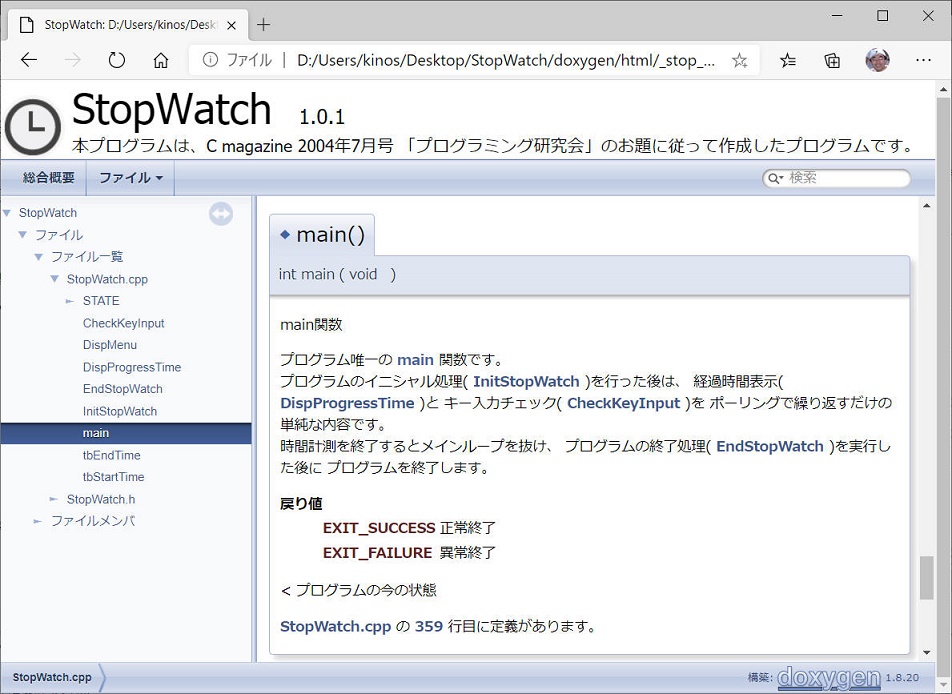 StopWatch: D:/Users/kinos/Desk
ファイル | D:/Users/kinos/Desktop/StopWatch/doxygen/html/_stop_...
StopWatch 1.0.1
本プログラムは、C magazine 2004年7月号 「プログラミング研究会」のお題に従って作成したプログラムです。
総合概要 ファイル
検索
StopWatch
ファイル
ファイル一覧
StopWatch.cpp
STATE
CheckKeyInput
DispMenu
DispProgressTime
EndStopWatch
InitStopWatch
main
tbEndTime
tbStartTime
StopWatch.h
ファイルメンバ
main()
int main ( void )
main関数
プログラム唯一の main 関数です。
プログラムのイニシャル処理( InitStopWatch )を行った後は、 経過時間表示(
DispProgressTime )と キー入力チェック( CheckKeyInput )を ポーリングで繰り返すだけの
単純な内容です。
時間計測を終了するとメインループを抜け、 プログラムの終了処理( EndStopWatch )を実行し
た後に プログラムを終了します。
戻り値
EXIT_SUCCESS 正常終了
EXIT_FAILURE 異常終了
< プログラムの今の状態
StopWatch.cpp の 359 行目に定義があります。
StopWatch.cpp
構築: doxygen 1.8.20